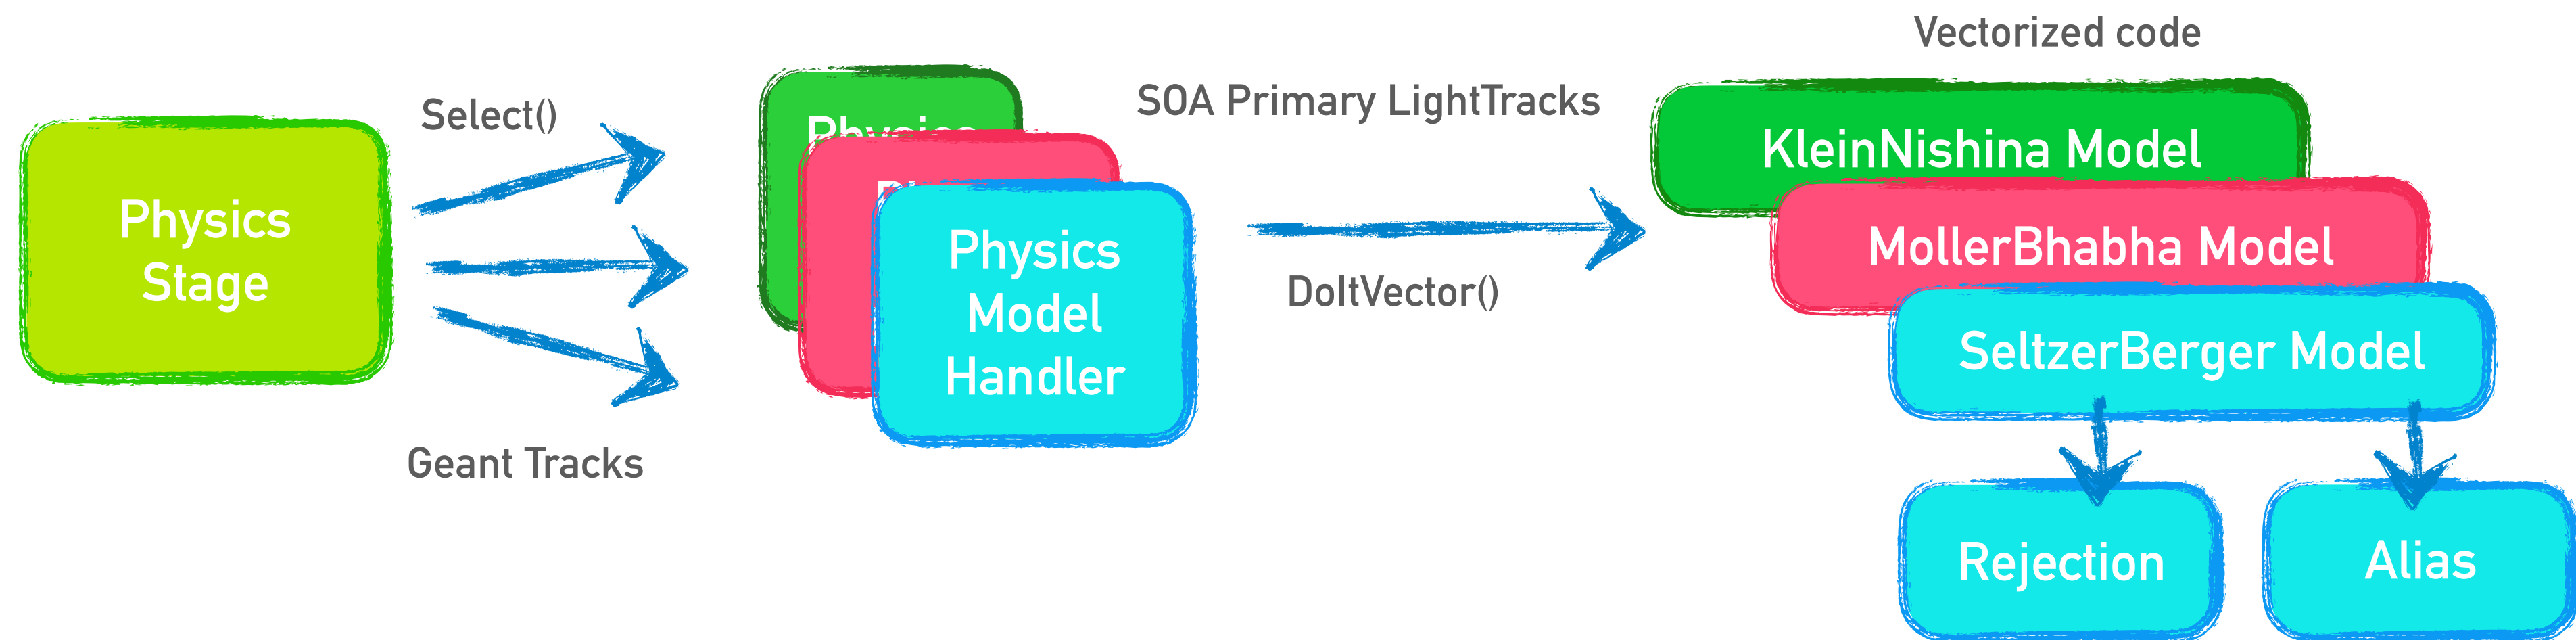 Physics
Stage
Select()
Geant Tracks
Physics
Physics
Model
Handler
SOA Primary LightTracks
DoItVector()
Vectorized code
KleinNishina Model
MollerBhabha Model
SeltzerBerger Model
Rejection
Alias